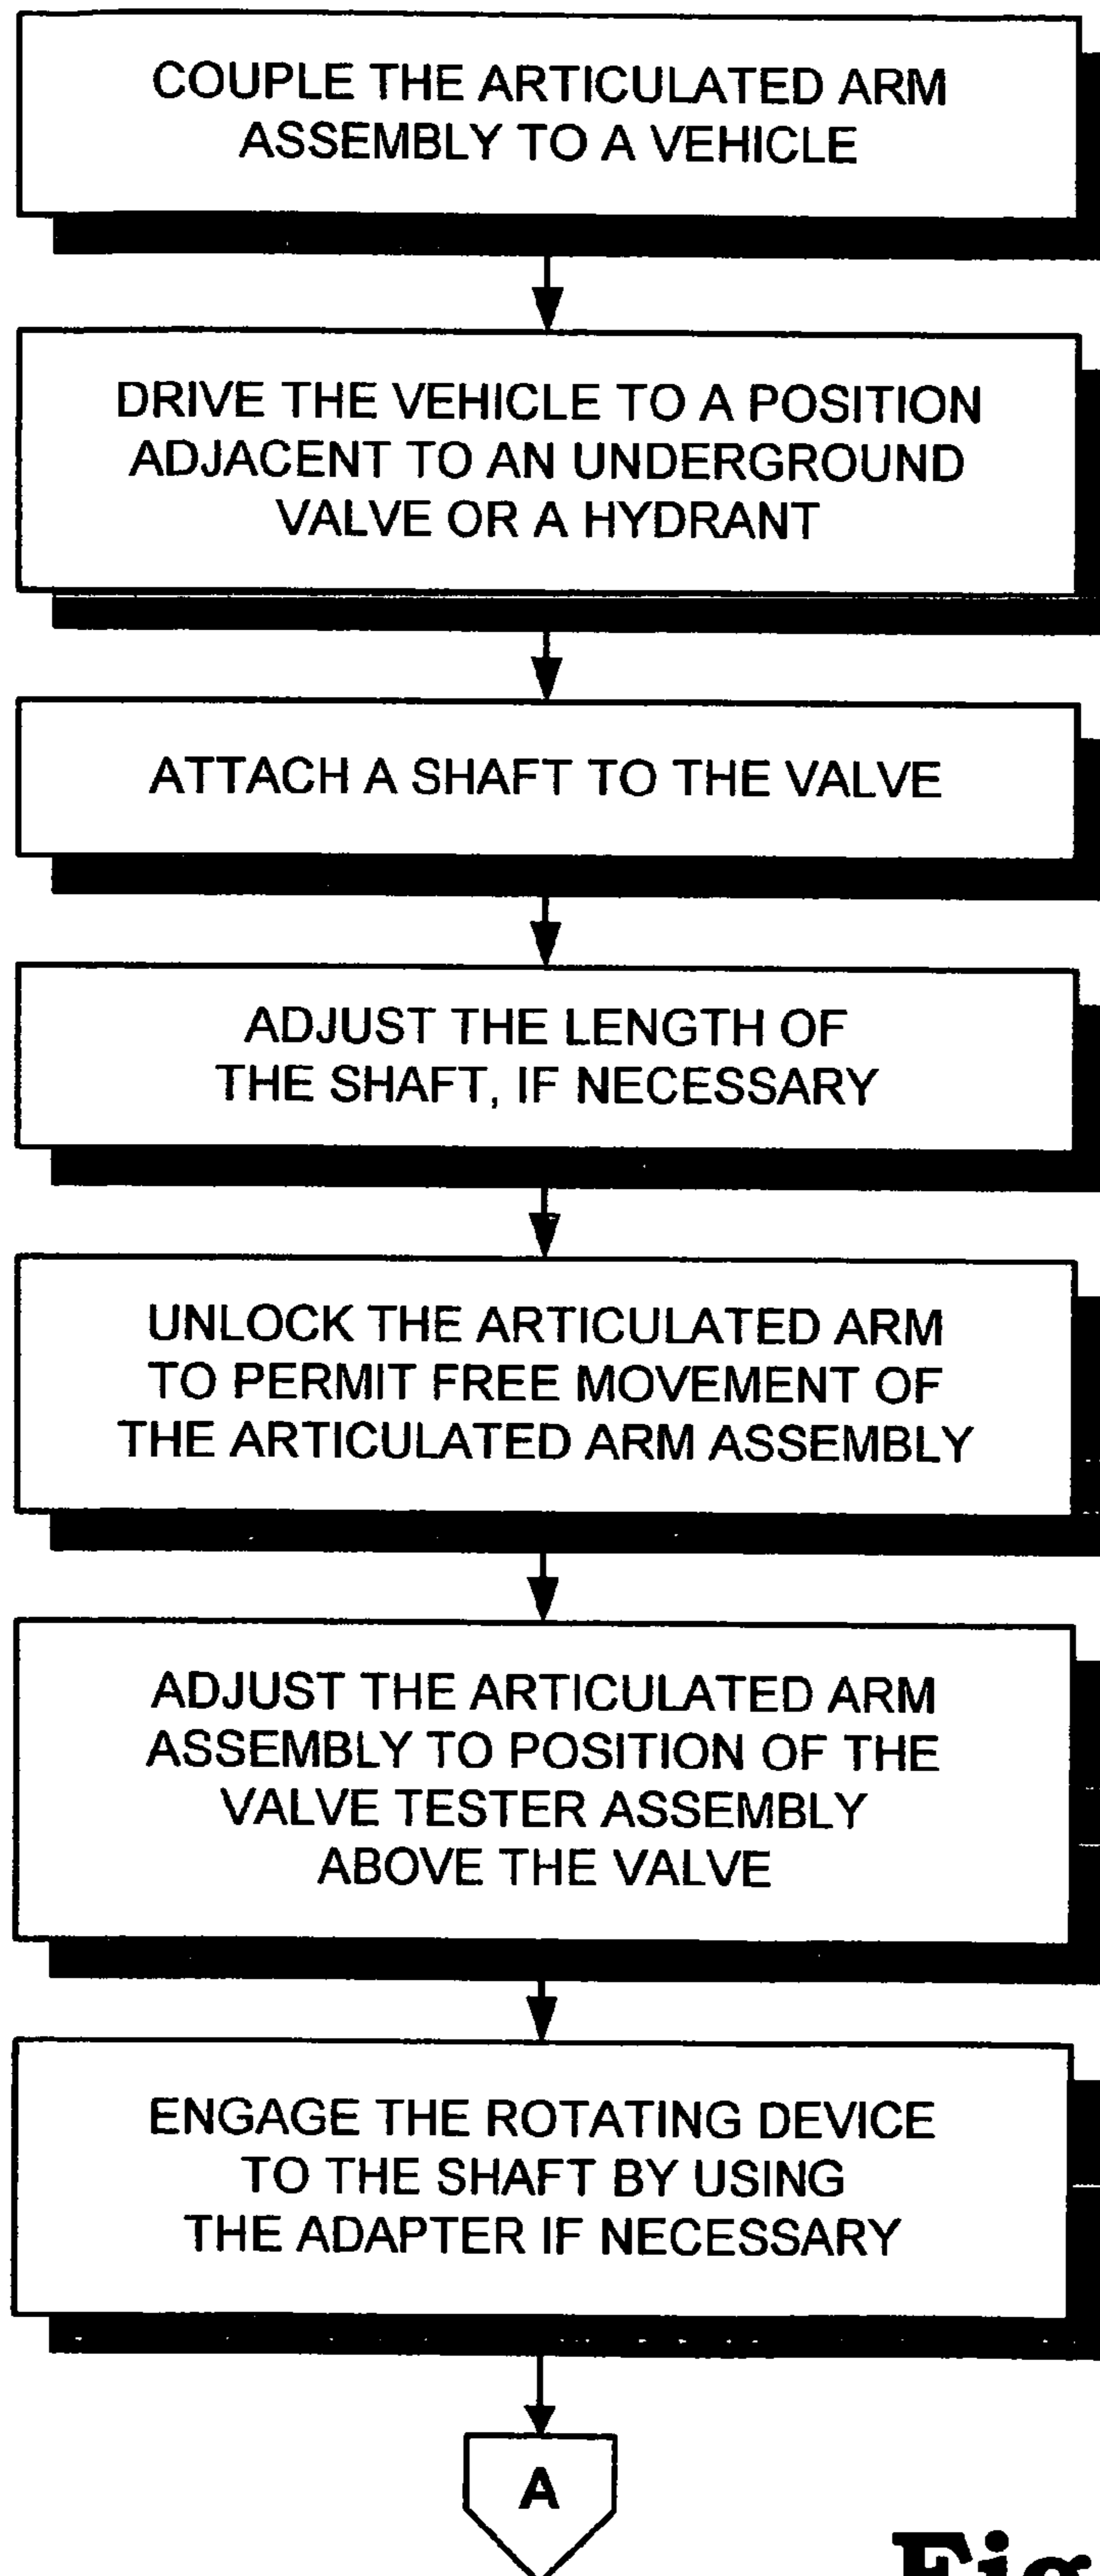 COUPLE THE ARTICULATED ARM
ASSEMBLY TO A VEHICLE
DRIVE THE VEHICLE TO A POSITION
ADJACENT TO AN UNDERGROUND
VALVE OR A HYDRANT
ATTACH A SHAFT TO THE VALVE
ADJUST THE LENGTH OF
THE SHAFT, IF NECESSARY
UNLOCK THE ARTICULATED ARM
TO PERMIT FREE MOVEMENT OF
THE ARTICULATED ARM ASSEMBLY
ADJUST THE ARTICULATED ARM
ASSEMBLY TO POSITION OF THE
VALVE TESTER ASSEMBLY
ABOVE THE VALVE
ENGAGE THE ROTATING DEVICE
TO THE SHAFT BY USING
THE ADAPTER IF NECESSARY
A
Fig